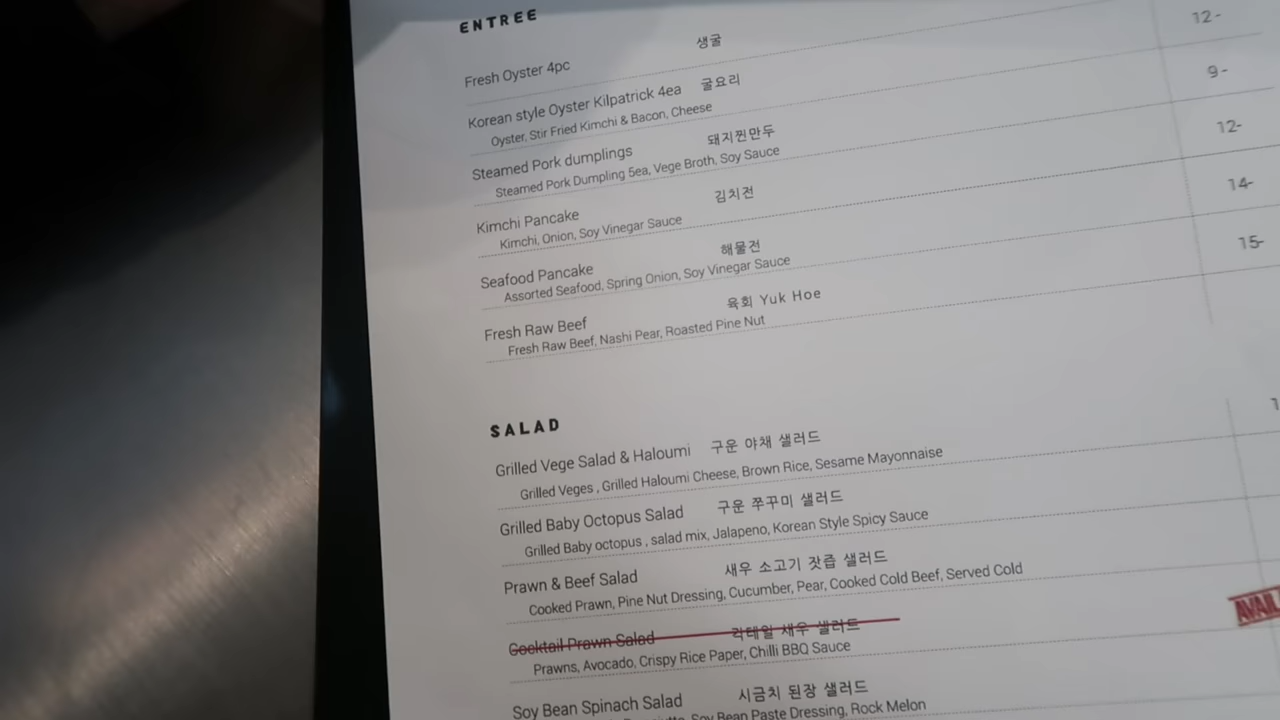 ENTREE
Fresh Oyster 4pc 생굴 12-
Korean style Oyster Kilpatrick 4ea 굴요리 9-
Oyster, Stir Fried Kimchi & Bacon, Cheese
Steamed Pork dumplings 돼지찐만두 12-
Steamed Pork Dumpling 5ea, Vege Broth, Soy Sauce
Kimchi Pancake 김치전 14-
Kimchi, Onion, Soy Vinegar Sauce
Seafood Pancake 해물전 15-
Assorted Seafood, Spring Onion, Soy Vinegar Sauce
Fresh Raw Beef 육회 Yuk Hoe
Fresh Raw Beef, Nashi Pear, Roasted Pine Nut
SALAD
Grilled Vege Salad & Haloumi 구운 야채 샐러드
Grilled Veges , Grilled Haloumi Cheese, Brown Rice, Sesame Mayonnaise
Grilled Baby Octopus Salad 구운 쭈꾸미 샐러드
Grilled Baby octopus , salad mix, Jalapeno, Korean Style Spicy Sauce
Prawn & Beef Salad 새우 소고기 잣즙 샐러드
Cooked Prawn, Pine Nut Dressing, Cucumber, Pear, Cooked Cold Beef, Served Cold
Cocktail Prawn Salad 새우 샐러드
Prawns, Avocado, Crispy Rice Paper, Chilli BBQ Sauce
Soy Bean Spinach Salad 시금치 된장 샐러드
Soy Bean Paste Dressing, Rock Melon